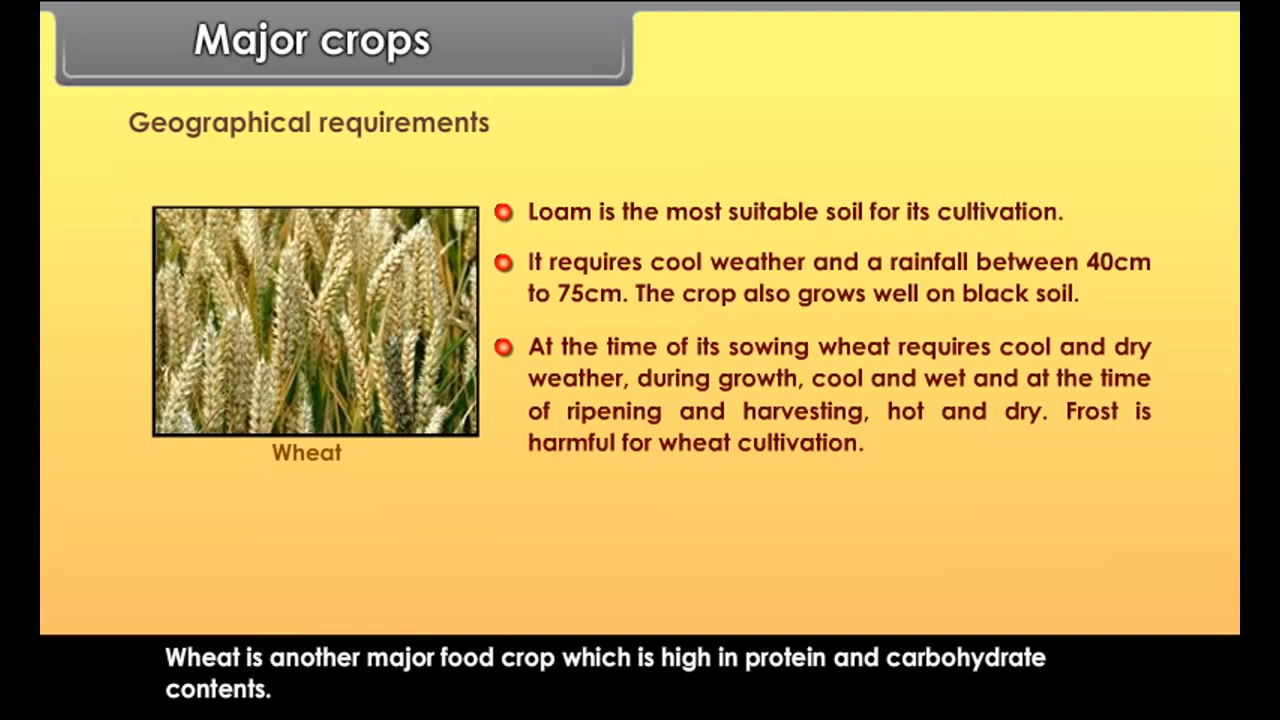 Major crops
Geographical requirements
Loam is the most suitable soil for its cultivation.
It requires cool weather and a rainfall between 40cm
to 75cm. The crop also grows well on black soil.
At the time of its sowing wheat requires cool and dry
weather, during growth, cool and wet and at the time
of ripening and harvesting, hot and dry. Frost is
harmful for wheat cultivation.
Wheat
Wheat is another major food crop which is high in protein and carbohydrate
contents.